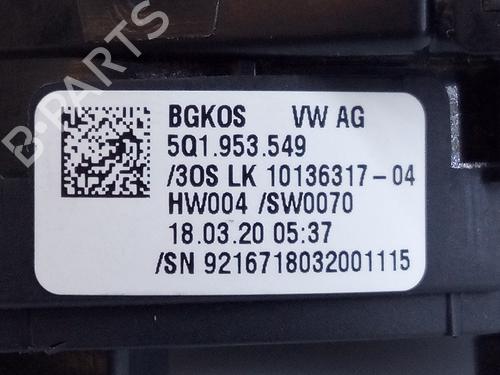 B-PARTS
BGKOS VW AG
5Q1.953.549
/3OS LK 10136317-04
HW004 /SW0070
18.03.20 05:37
/SN 9216718032001115